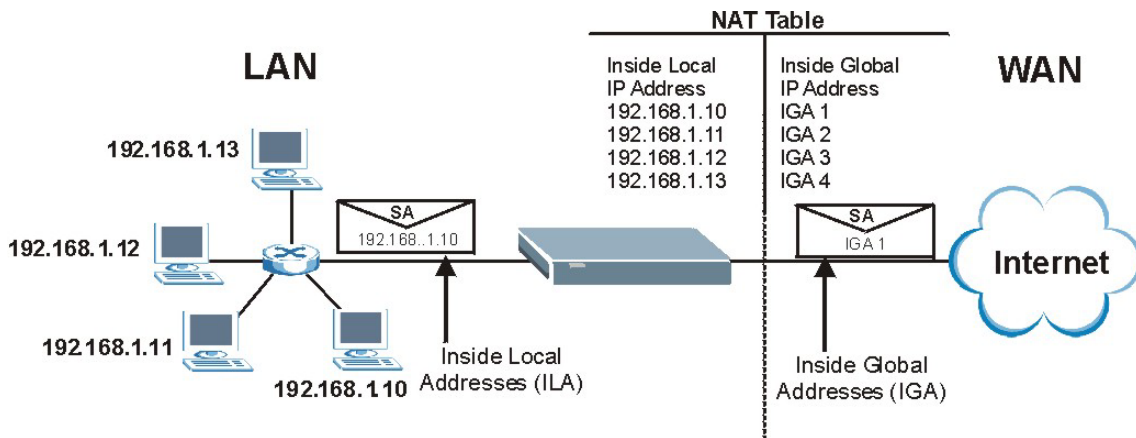 NAT Table
LAN
WAN
Inside Local
IP Address
192.168.1.10
192.168.1.11
192.168.1.12
192.168.1.13
Inside Global
IP Address
IGA 1
IGA 2
IGA 3
IGA 4
192.168.1.13
192.168.1.12
192.168.1.11
192.168.1.10
SA
192.168..1.10
SA
IGA 1
Internet
Inside Local
Addresses (ILA)
Inside Global
Addresses (IGA)